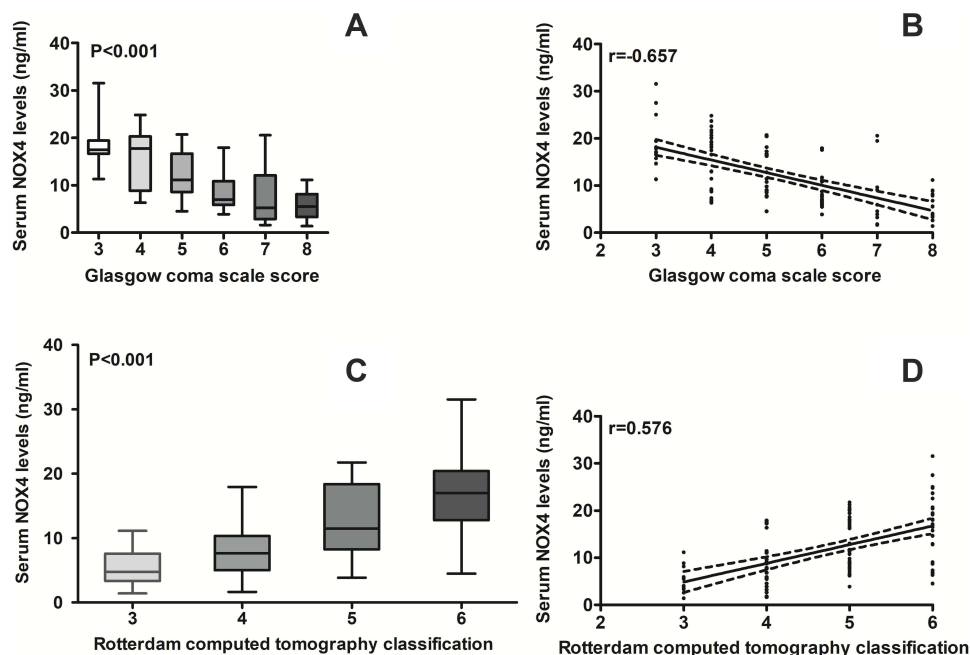 A
P<0.001
Serum NOX4 levels (ng/ml)
40
30
20
10
0
3 4 5 6 7 8
Glasgow coma scale score
B
r=-0.657
Serum NOX4 levels (ng/ml)
40
30
20
10
0
2 3 4 5 6 7 8
Glasgow coma scale score
C
P<0.001
Serum NOX4 levels (ng/ml)
40
30
20
10
0
3 4 5 6
Rotterdam computed tomography classification
D
r=0.576
Serum NOX4 levels (ng/ml)
40
30
20
10
0
2 3 4 5 6
Rotterdam computed tomography classification